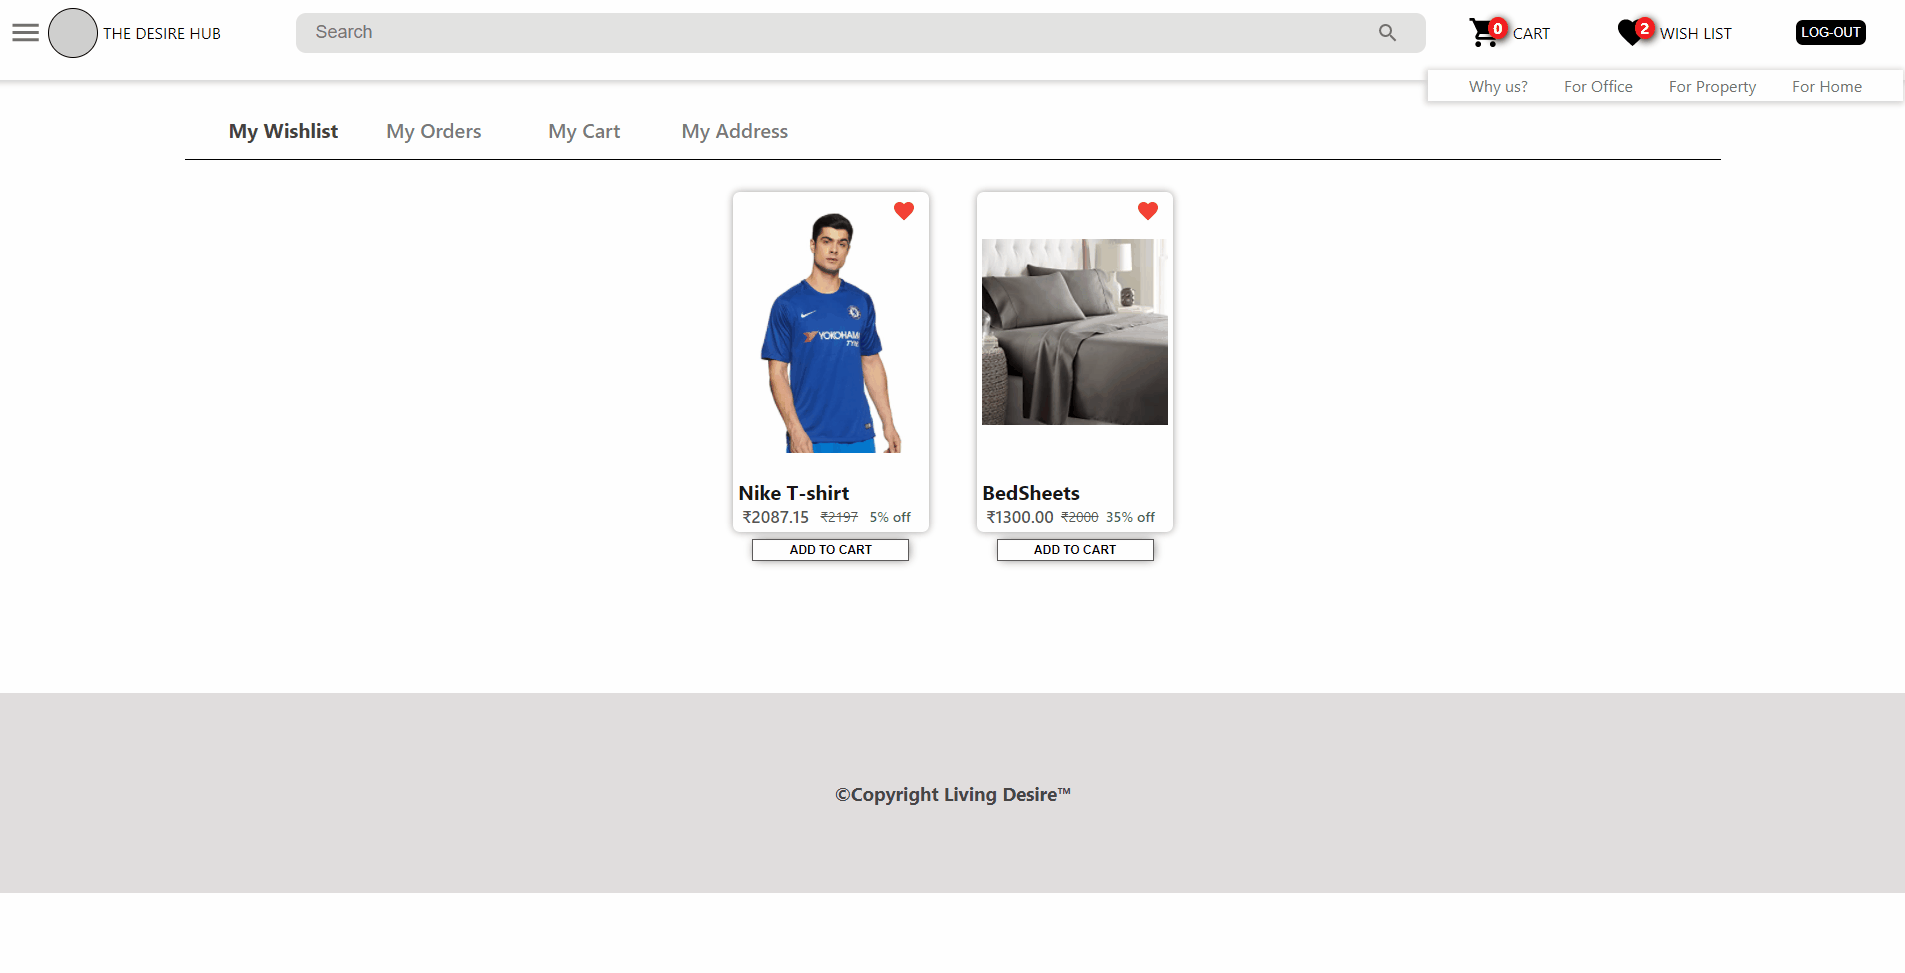 THE DESIRE HUB
Search
0 CART
2 WISH LIST
LOG-OUT
Why us? For Office For Property For Home
My Wishlist My Orders My Cart My Address
YOKOHAMA
TYR
Nike T-shirt
₹2087.15 ₹2197 5% off
ADD TO CART
BedSheets
₹1300.00 ₹2000 35% off
ADD TO CART
©Copyright Living Desire™